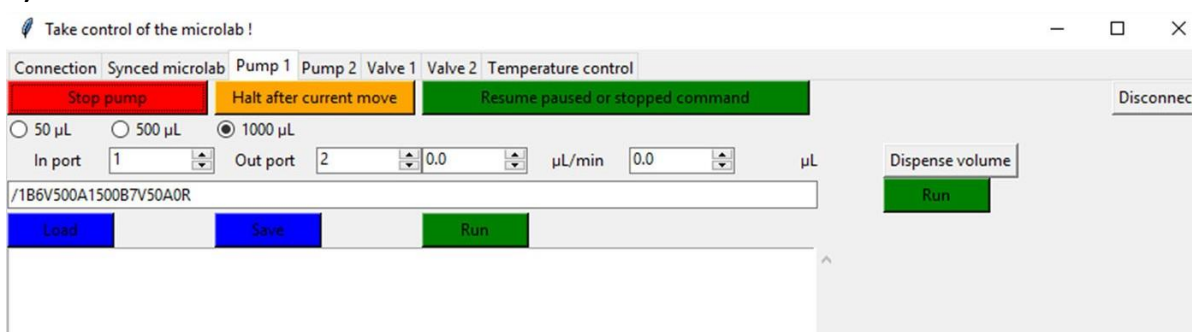 Take control of the microlab !
Connection Synced microlab Pump 1 Pump 2 Valve 1 Valve 2 Temperature control
Stop pump Halt after current move Resume paused or stopped command Disconnec
50 µL 500 µL 1000 µL
In port 1 Out port 2 0.0 µL/min 0.0 µL Dispense volume
/1B6V500A1500B7V50A0R Run
Load Save Run